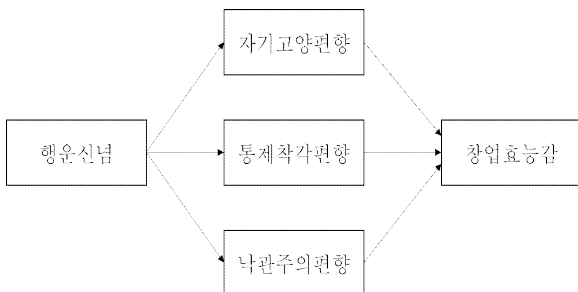 자기고양편향
행운신념
통제착각편향
창업효능감
낙관주의편향